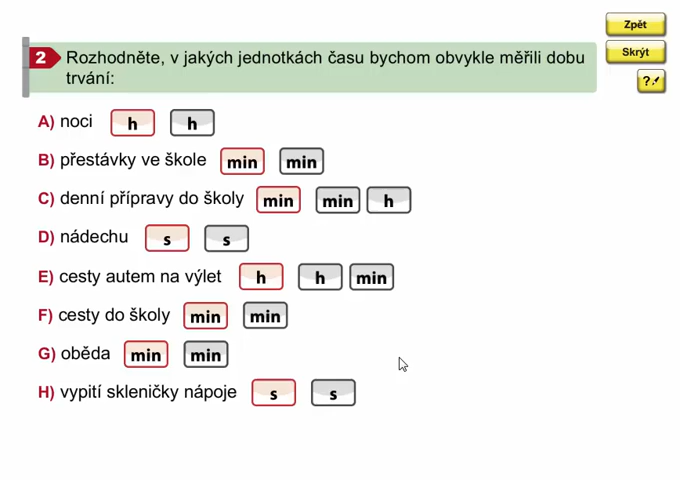 Zpět
Skrýt
?
2 Rozhodněte, v jakých jednotkách času bychom obvykle měřili dobu
trvání:
A) noci h h
B) přestávky ve škole min min
C) denní přípravy do školy min min h
D) nádechu s s
E) cesty autem na výlet h h min
F) cesty do školy min min
G) oběda min min
H) vypití skleničky nápoje s s